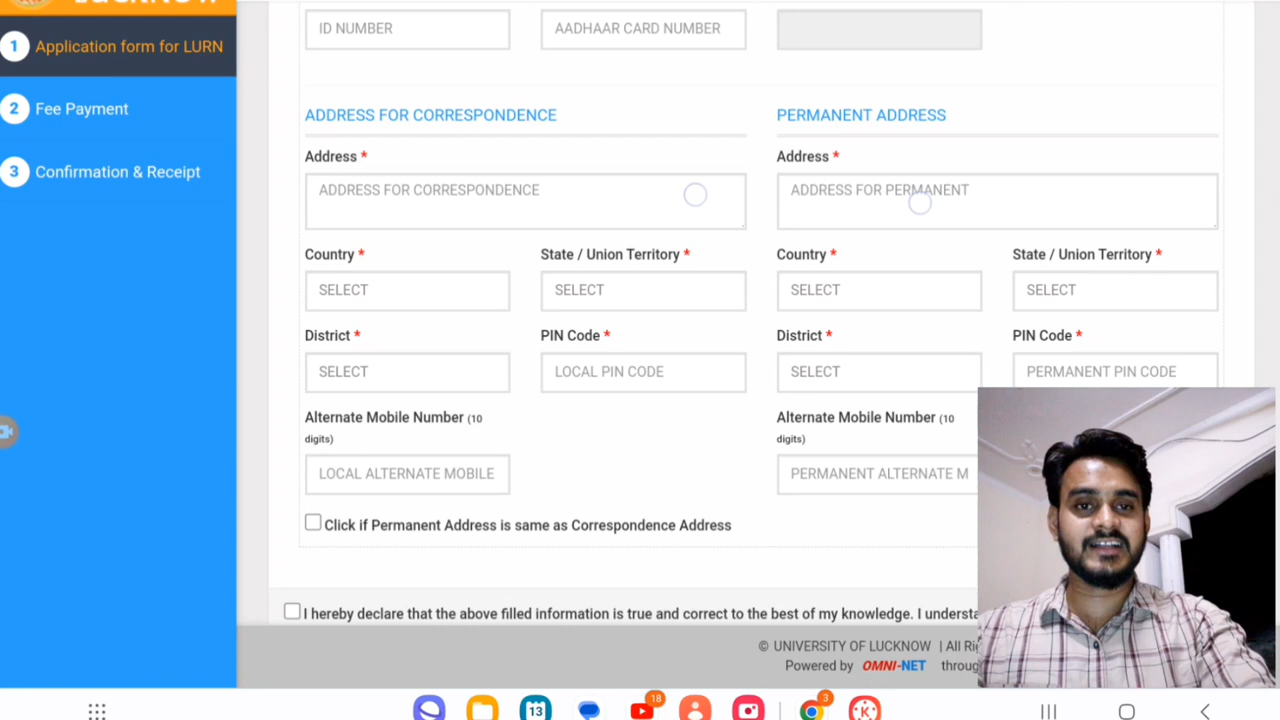 LUCKNOW
1 Application form for LURN
2 Fee Payment
3 Confirmation & Receipt
ID NUMBER
AADHAAR CARD NUMBER
ADDRESS FOR CORRESPONDENCE
Address *
ADDRESS FOR CORRESPONDENCE
Country *
State / Union Territory *
SELECT
SELECT
District *
PIN Code *
SELECT
LOCAL PIN CODE
Alternate Mobile Number (10
digits)
LOCAL ALTERNATE MOBILE
PERMANENT ADDRESS
Address *
ADDRESS FOR PERMANENT
Country *
State / Union Territory *
SELECT
SELECT
District *
PIN Code *
SELECT
PERMANENT PIN CODE
Alternate Mobile Number (10
digits)
PERMANENT ALTERNATE M
Click if Permanent Address is same as Correspondence Address
I hereby declare that the above filled information is true and correct to the best of my knowledge. I understa
© UNIVERSITY OF LUCKNOW | All Ri
Powered by OMNI-NET throug
13
18
3
K